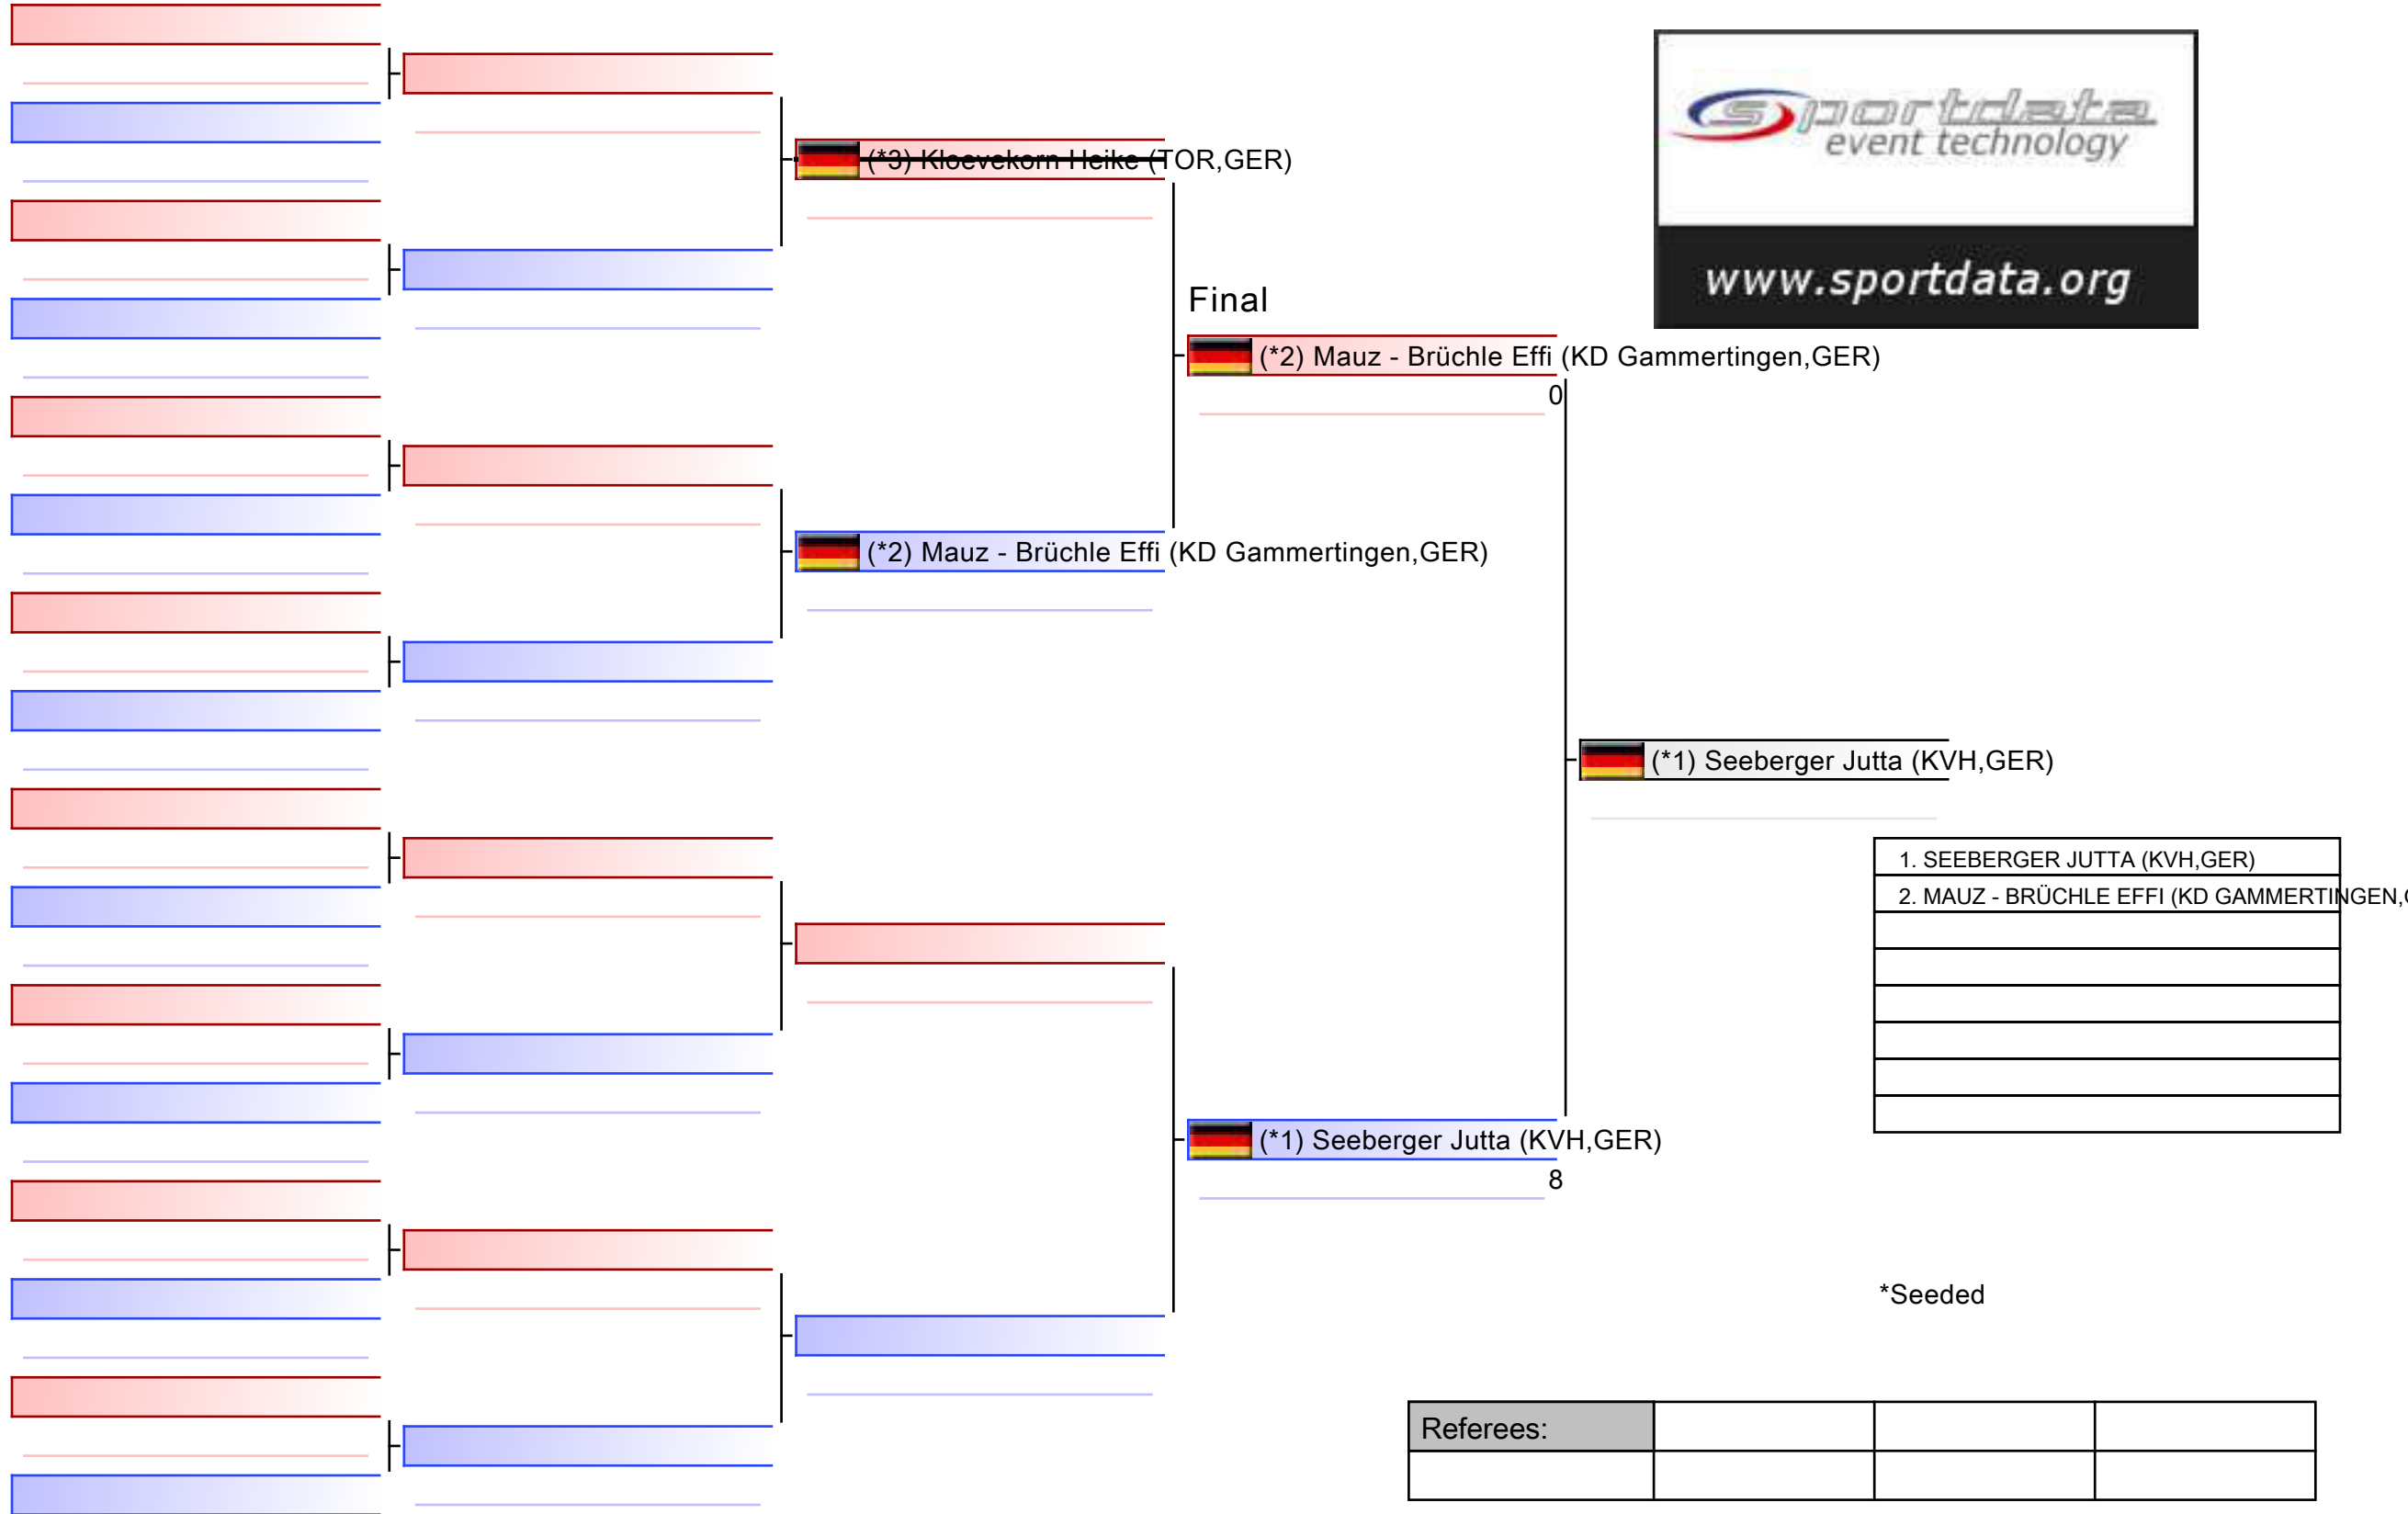 sportdata
event technology
www.sportdata.org
(*3) Kloevekorn Heike (TOR,GER)
Final
(*2) Mauz - Brüchle Effi (KD Gammertingen,GER)
0
(*2) Mauz - Brüchle Effi (KD Gammertingen,GER)
(*1) Seeberger Jutta (KVH,GER)
1. SEEBERGER JUTTA (KVH,GER)
2. MAUZ - BRÜCHLE EFFI (KD GAMMERTINGEN,
(*1) Seeberger Jutta (KVH,GER)
8
*Seeded
Referees: